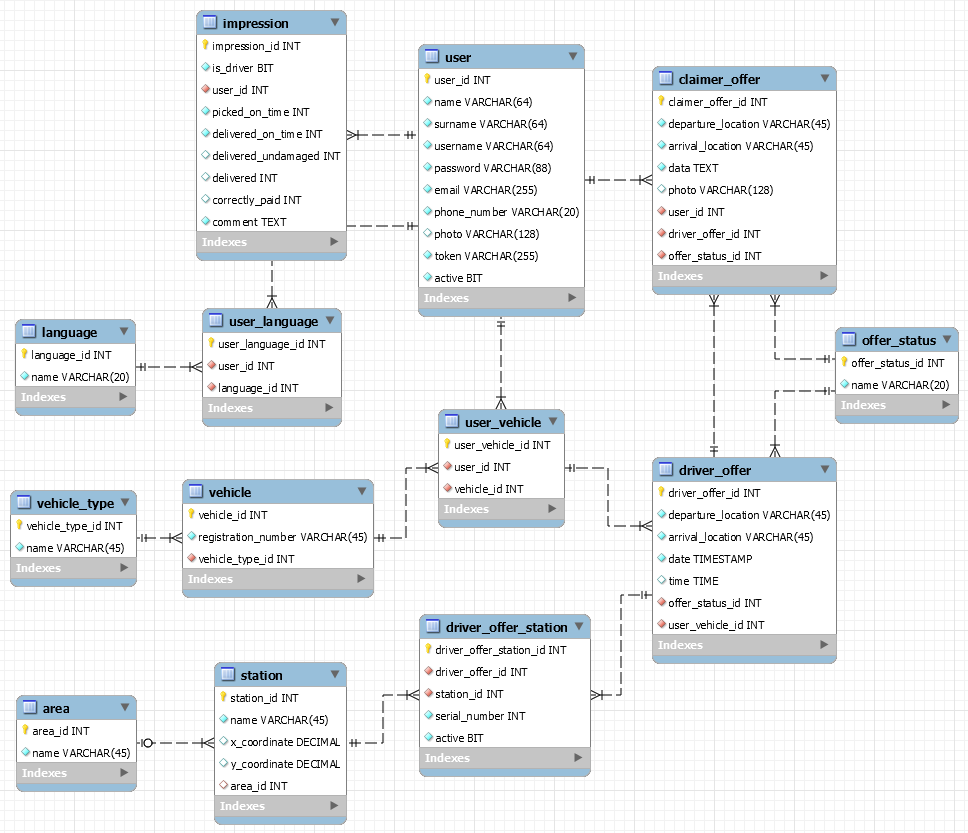 impression
impression_id INT
is_driver BIT
user_id INT
picked_on_time INT
delivered_on_time INT
delivered_undamaged INT
delivered INT
correctly_paid INT
comment TEXT
Indexes
user
user_id INT
name VARCHAR(64)
surname VARCHAR(64)
username VARCHAR(64)
password VARCHAR(88)
email VARCHAR(255)
phone_number VARCHAR(20)
photo VARCHAR(128)
token VARCHAR(255)
active BIT
Indexes
claimer_offer
claimer_offer_id INT
departure_location VARCHAR(45)
arrival_location VARCHAR(45)
data TEXT
photo VARCHAR(128)
user_id INT
driver_offer_id INT
offer_status_id INT
Indexes
language
language_id INT
name VARCHAR(20)
Indexes
user_language
user_language_id INT
user_id INT
language_id INT
Indexes
offer_status
offer_status_id INT
name VARCHAR(20)
Indexes
user_vehicle
user_vehicle_id INT
user_id INT
vehicle_id INT
Indexes
vehicle_type
vehicle_type_id INT
name VARCHAR(45)
Indexes
vehicle
vehicle_id INT
registration_number VARCHAR(45)
vehicle_type_id INT
Indexes
driver_offer
driver_offer_id INT
departure_location VARCHAR(45)
arrival_location VARCHAR(45)
date TIMESTAMP
time TIME
offer_status_id INT
user_vehicle_id INT
Indexes
driver_offer_station
driver_offer_station_id INT
driver_offer_id INT
station_id INT
serial_number INT
active BIT
Indexes
area
area_id INT
name VARCHAR(45)
Indexes
station
station_id INT
name VARCHAR(45)
x_coordinate DECIMAL
y_coordinate DECIMAL
area_id INT
Indexes